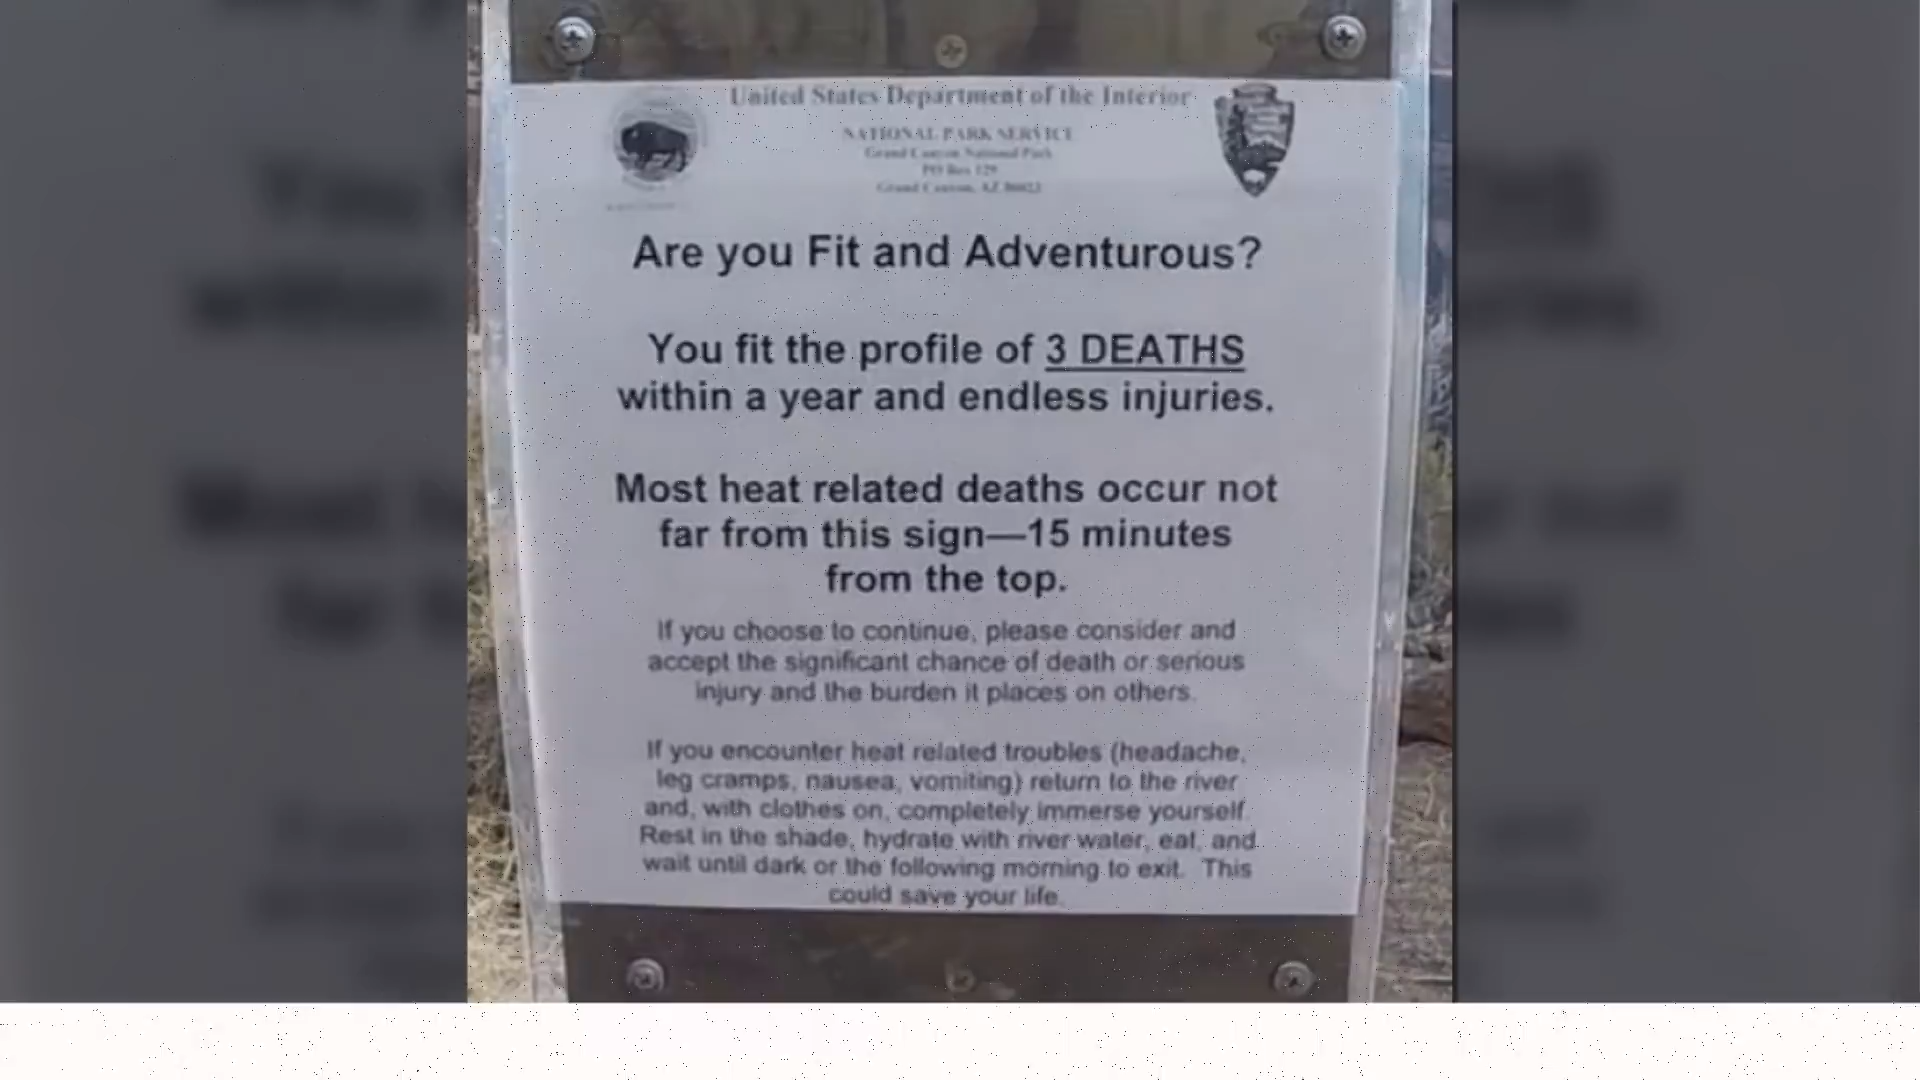 United States Department of the Interior
NATIONAL PARK SERVICE
Grand Canyon National Park
PO Box 129
Grand Canyon, AZ 86023
Are you Fit and Adventurous?
You fit the profile of 3 DEATHS
within a year and endless injuries.
Most heat related deaths occur not
far from this sign—15 minutes
from the top.
If you choose to continue, please consider and
accept the significant chance of death or serious
injury and the burden it places on others.
If you encounter heat related troubles (headache,
leg cramps, nausea, vomiting) return to the river
and, with clothes on, completely immerse yourself.
Rest in the shade, hydrate with river water, eat, and
wait until dark or the following morning to exit. This
could save your life.